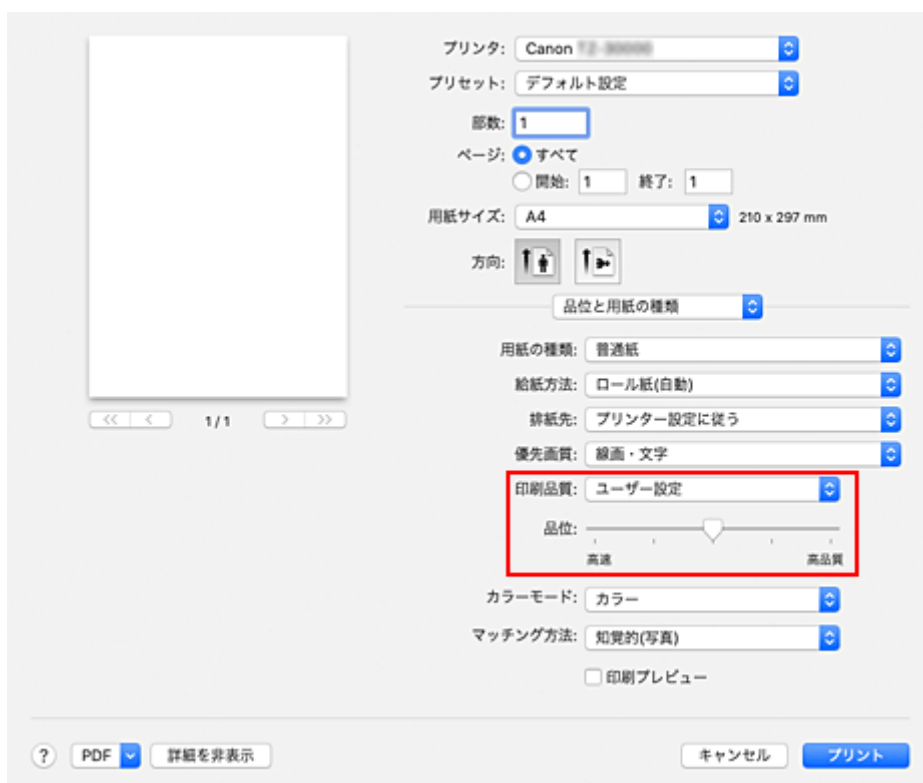 プリンタ: Canon
プリセット: デフォルト設定
部数: 1
ページ: すべて
開始: 1 終了: 1
用紙サイズ: A4 210 x 297 mm
方向:
品位と用紙の種類
用紙の種類: 普通紙
給紙方法: ロール紙(自動)
排紙先: プリンター設定に従う
優先画質: 線画・文字
印刷品質: ユーザー設定
品位:
高速 高品質
カラーモード: カラー
マッチング方法: 知覚的(写真)
印刷プレビュー
<< < 1/1 > >>
? PDF 詳細を非表示 キャンセル プリント